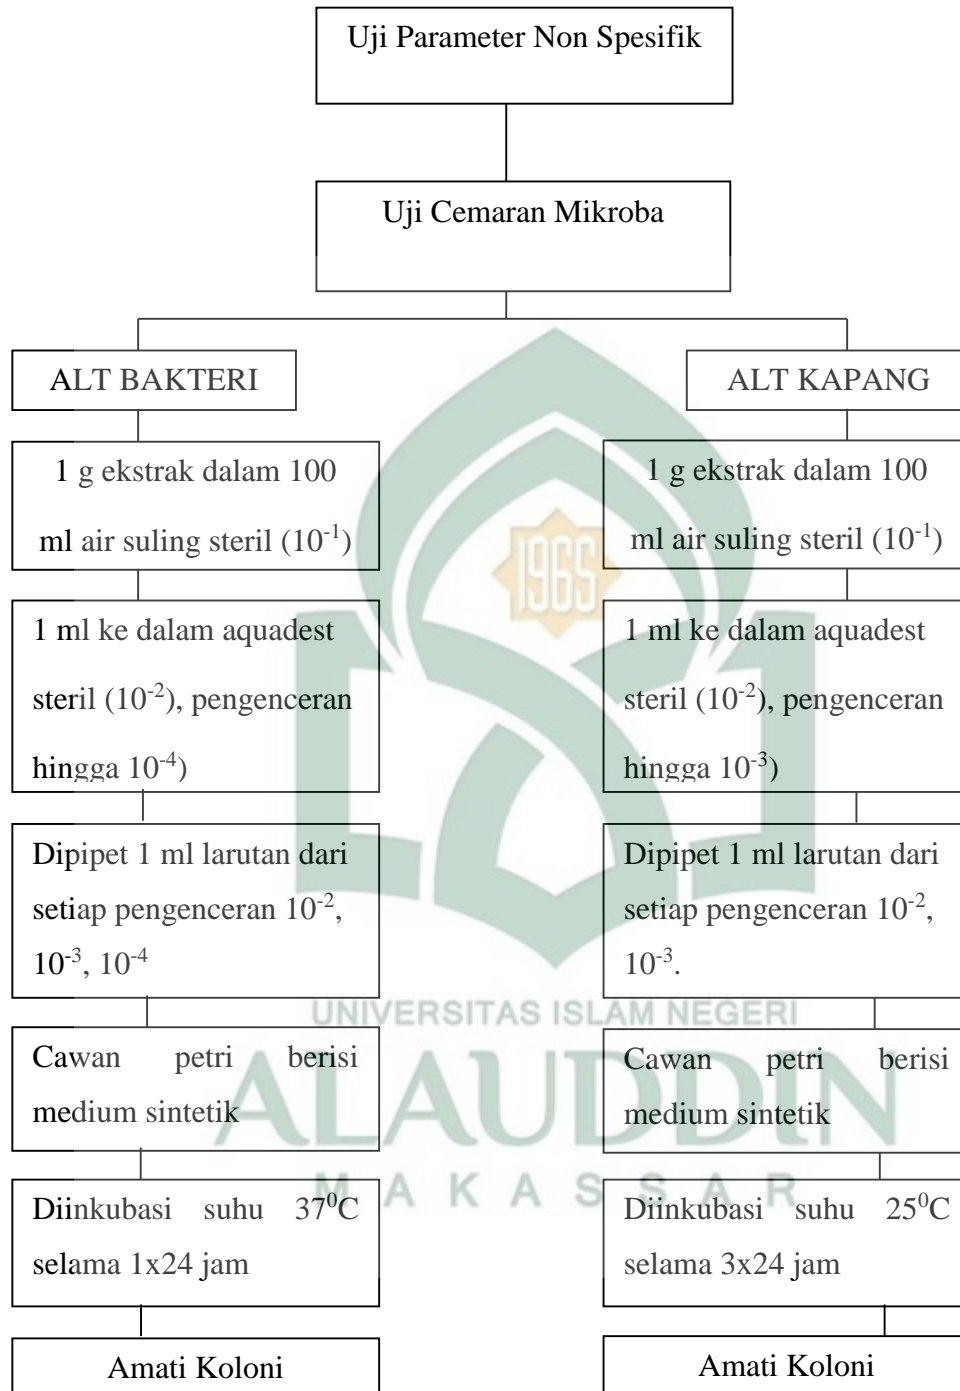 Uji Parameter Non Spesifik
Uji Cemaran Mikroba
ALT BAKTERI
1 g ekstrak dalam 100
ml air suling steril (10⁻¹)
1 ml ke dalam aquadest
steril (10⁻²), pengenceran
hingga 10⁻⁴)
Dipipet 1 ml larutan dari
setiap pengenceran 10⁻²,
10⁻³, 10⁻⁴
Cawan petri berisi
medium sintetik
Diinkubasi suhu 37⁰C
selama 1x24 jam
Amati Koloni
ALT KAPANG
1 g ekstrak dalam 100
ml air suling steril (10⁻¹)
1 ml ke dalam aquadest
steril (10⁻²), pengenceran
hingga 10⁻³)
Dipipet 1 ml larutan dari
setiap pengenceran 10⁻²,
10⁻³.
Cawan petri berisi
medium sintetik
Diinkubasi suhu 25⁰C
selama 3x24 jam
Amati Koloni
1965
UNIVERSITAS ISLAM NEGERI
ALAUDDIN
MAKASSAR